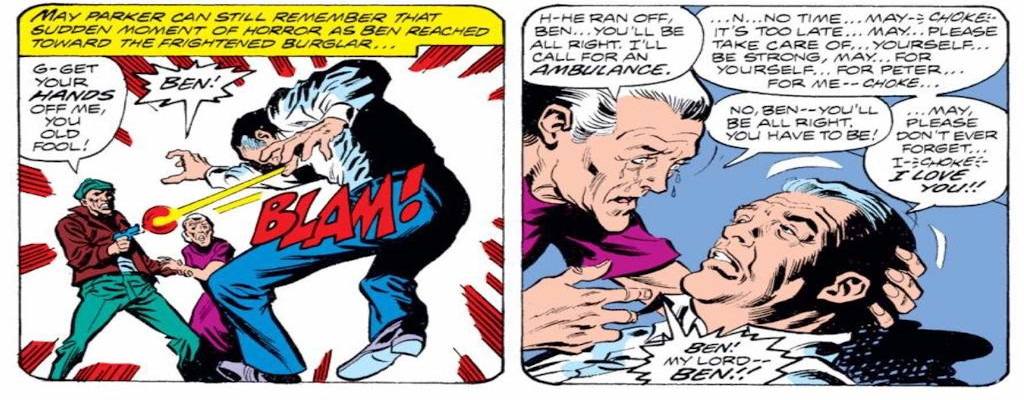 MAY PARKER CAN STILL REMEMBER THAT
SUDDEN MOMENT OF HORROR AS BEN REACHED
TOWARD THE FRIGHTENED BURGLAR...
G-GET
YOUR
HANDS
OFF ME,
YOU
OLD
FOOL!
BEN!
BLAM!
H-HE RAN OFF,
BEN...YOU'LL BE
ALL RIGHT. I'LL
CALL FOR AN
AMBULANCE.
...N...NO TIME...MAY--CHOKE--
IT'S TOO LATE...MAY...PLEASE
TAKE CARE OF...YOURSELF...
BE STRONG, MAY...FOR
YOURSELF...FOR PETER...
FOR ME--CHOKE...
NO, BEN--YOU'LL
BE ALL RIGHT.
YOU HAVE TO BE!
...MAY,
PLEASE
DON'T EVER
FORGET...
I--CHOKE--
I LOVE
YOU!!
BEN!
MY LORD--
BEN!!!